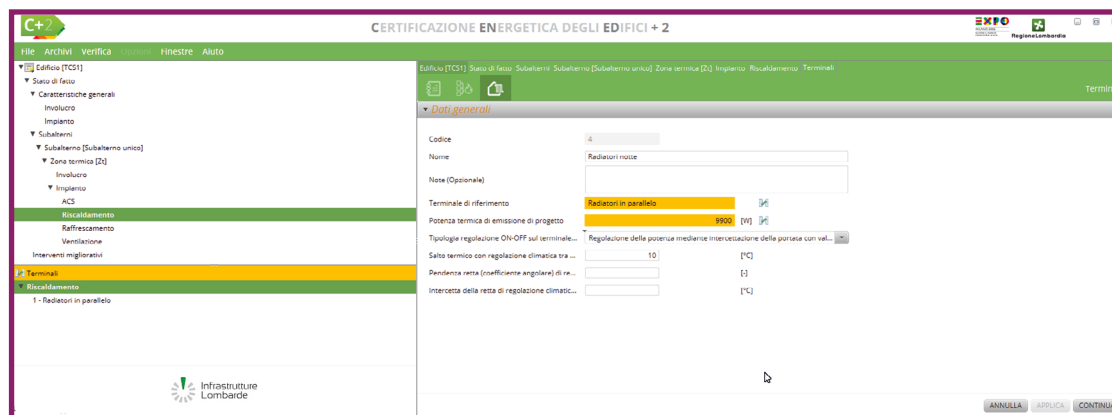 C+2
CERTIFICAZIONE ENERGETICA DEGLI EDIFICI + 2
EXPO
RegioneLombardia
File Archivi Verifica Opzioni Finestre Aiuto
Edificio [TCS1]
Stato di fatto
Caratteristiche generali
Involucro
Impianto
Subalterni
Subalterno [Subalterno unico]
Zona termica [Zt]
Involucro
Impianto
ACS
Riscaldamento
Raffrescamento
Ventilazione
Interventi migliorativi
Terminali
Riscaldamento
1 - Radiatori in parallelo
Infrastrutture
Lombarde
Edificio [TCS1] Stato di fatto Subalterni Subalterno [Subalterno unico] Zona termica [Zt] Impianto Riscaldamento Terminali
Termin
Dati generali
Codice 4
Nome Radiatori notte
Note (Opzionale)
Terminale di riferimento Radiatori in parallelo
Potenza termica di emissione di progetto 9900 [W]
Tipologia regolazione ON-OFF sul terminale... Regolazione della potenza mediante intercettazione della portata con val...
Salto termico con regolazione climatica tra ... 10 [°C]
Pendenza retta (coefficiente angolare) di re... [-]
Intercetta della retta di regolazione climatic... [°C]
ANNULLA APPLICA CONTINU